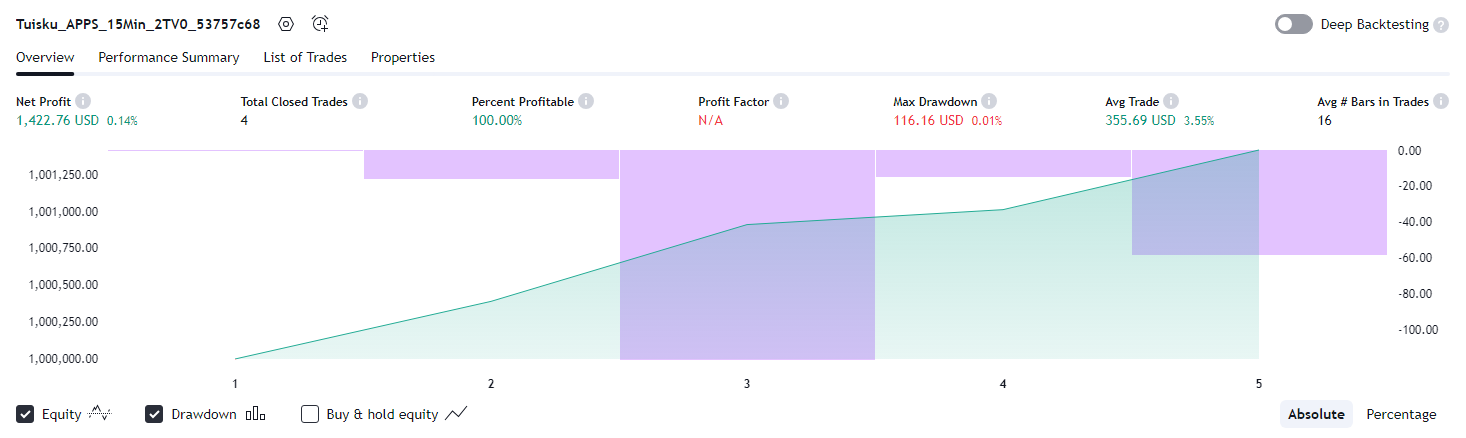 Tuisku_APPS_15Min_2TV0_53757c68 Deep Backtesting
Overview Performance Summary List of Trades Properties
Net Profit Total Closed Trades Percent Profitable Profit Factor Max Drawdown Avg Trade Avg # Bars in Trades
1,422.76 USD 0.14% 4 100.00% N/A 116.16 USD 0.01% 355.69 USD 3.55% 16
0.00
1,001,250.00
-20.00
1,001,000.00
-40.00
1,000,750.00
-60.00
1,000,500.00
-80.00
1,000,250.00
-100.00
1,000,000.00
1 2 3 4 5
Equity Drawdown Buy & hold equity Absolute Percentage